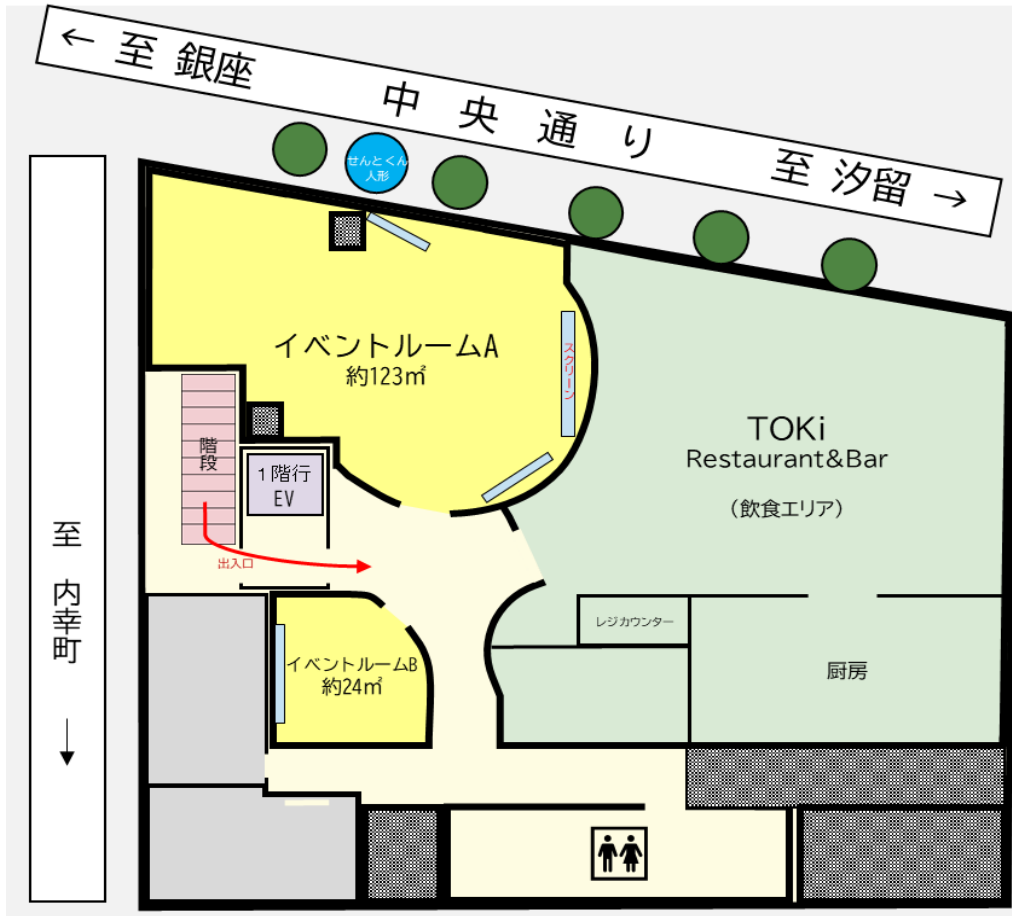 ← 至 銀座 中 央 通 り 至 汐留 →
せんとくん
人形
イベントルームA
約123㎡
スクリーン
TOKi
Restaurant&Bar
（飲食エリア）
階段
1階行
EV
出入口
至 内幸町 ↓
レジカウンター
イベントルームB
約24㎡
厨房